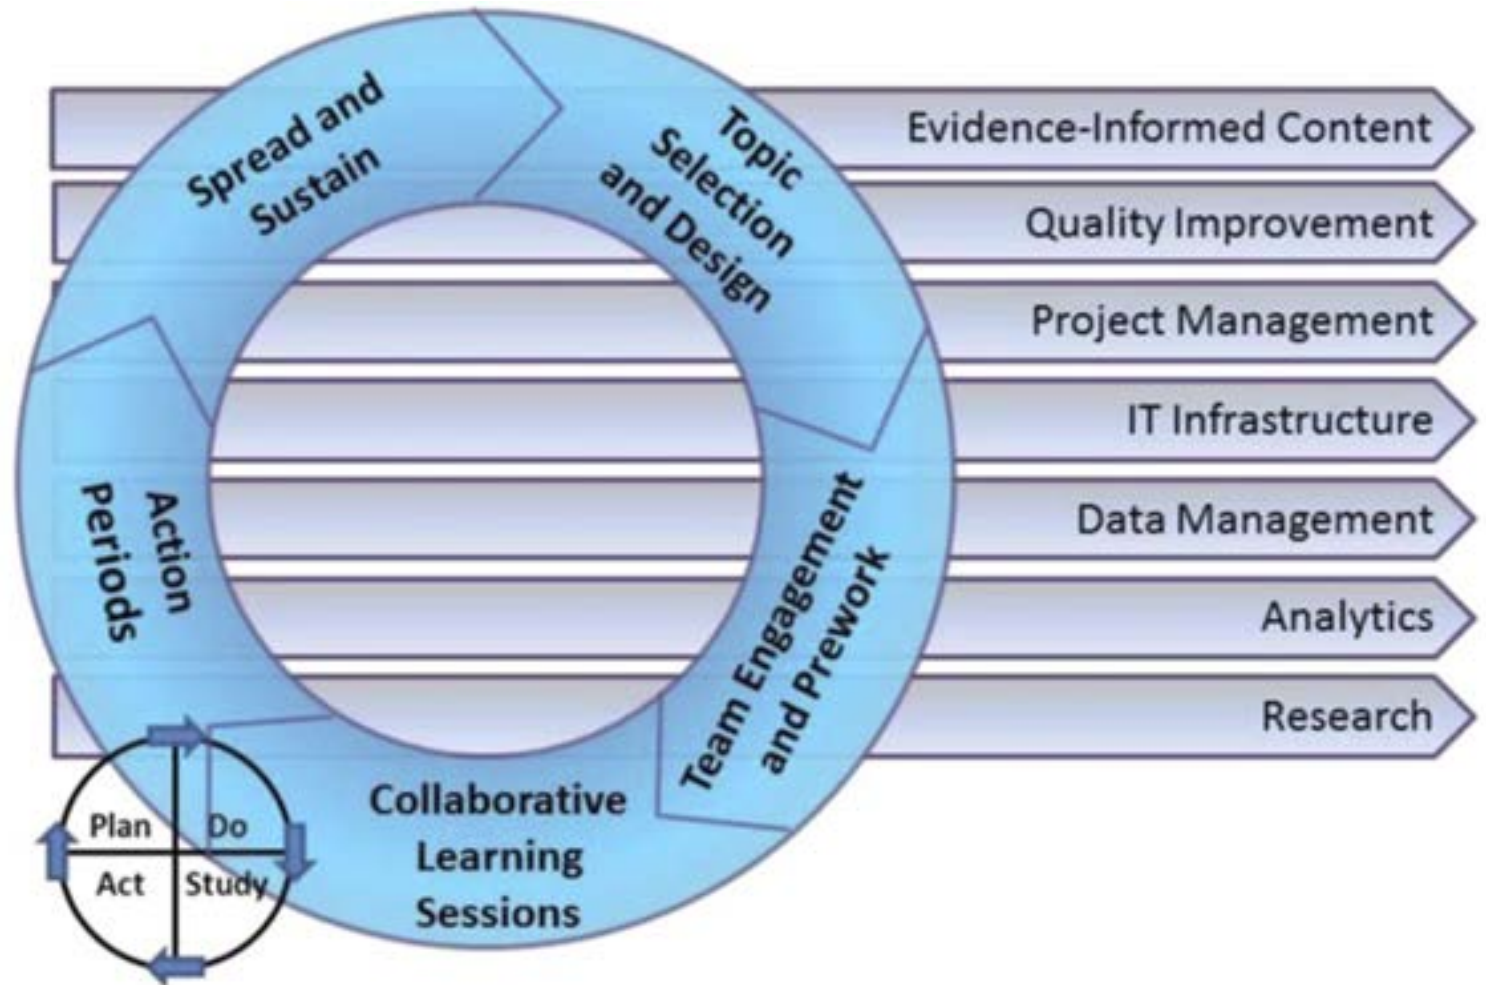 Spread and
Sustain
Topic
Selection
and Design
Team Engagement
and Prework
Collaborative
Learning
Sessions
Action
Periods
Plan
Do
Act
Study
Evidence-Informed Content
Quality Improvement
Project Management
IT Infrastructure
Data Management
Analytics
Research